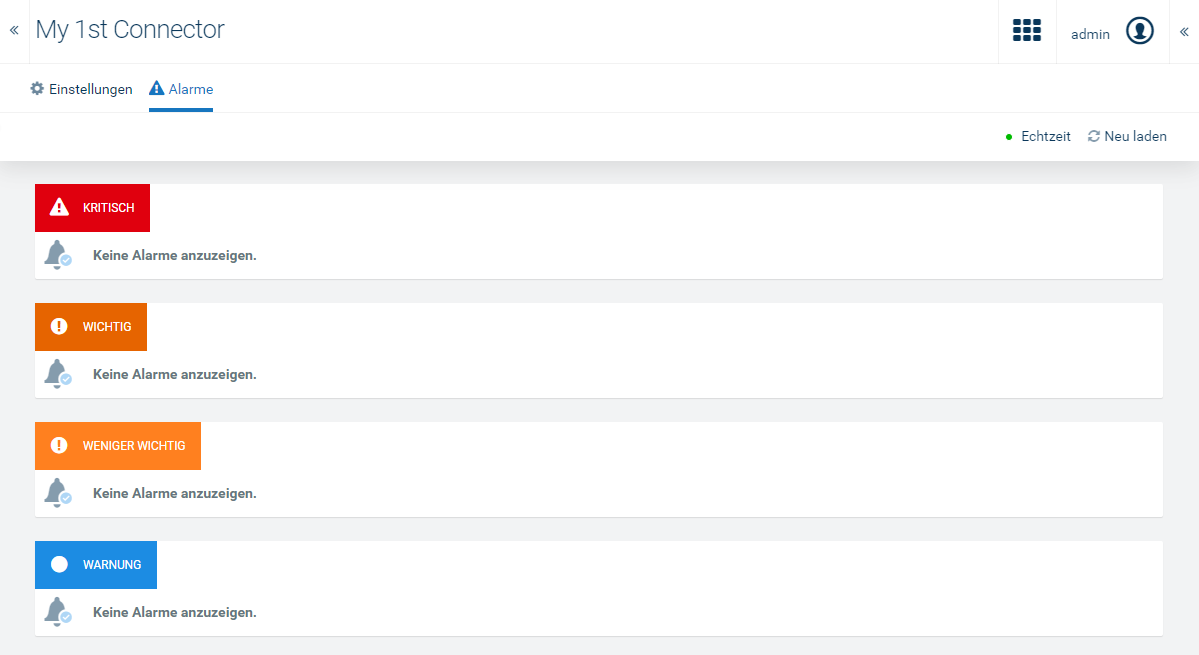 My 1st Connector
admin
Einstellungen
Alarme
Echtzeit
Neu laden
KRITISCH
Keine Alarme anzuzeigen.
WICHTIG
Keine Alarme anzuzeigen.
WENIGER WICHTIG
Keine Alarme anzuzeigen.
WARNUNG
Keine Alarme anzuzeigen.